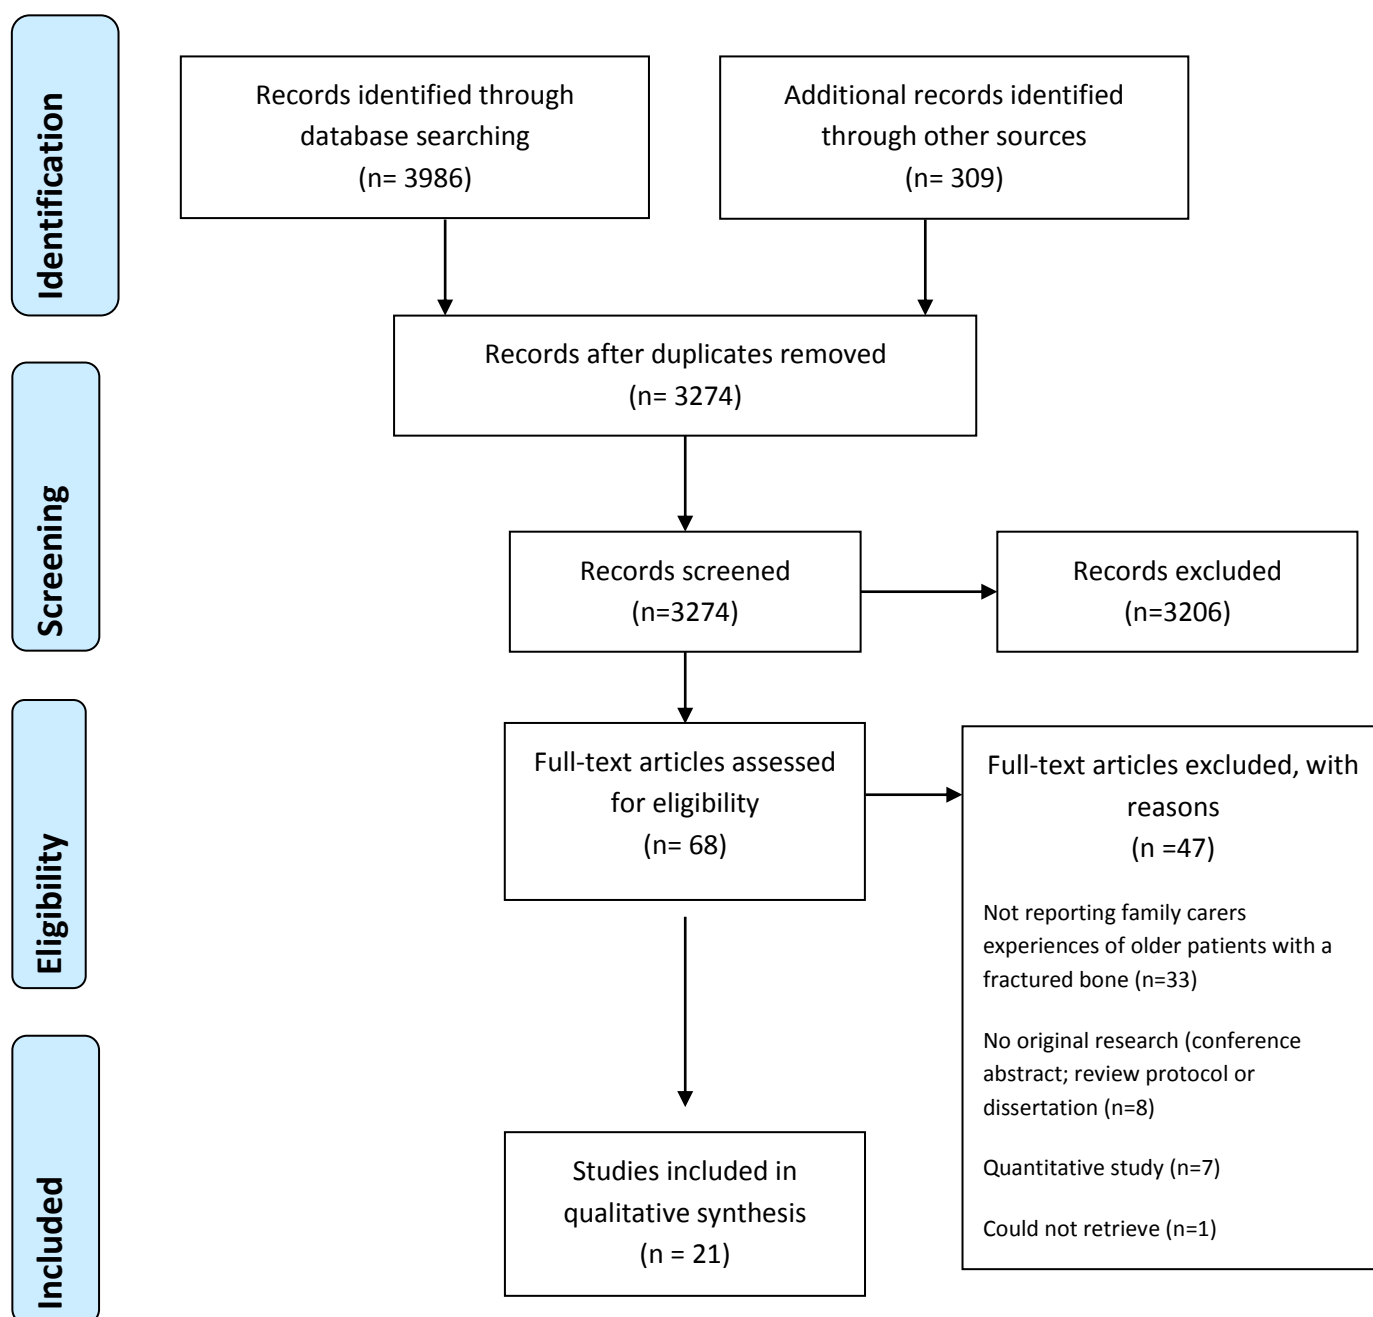 Identification
Records identified through
database searching
(n= 3986)
Additional records identified
through other sources
(n= 309)
Records after duplicates removed
(n= 3274)
Screening
Records screened
(n=3274)
Records excluded
(n=3206)
Eligibility
Full-text articles assessed
for eligibility
(n= 68)
Full-text articles excluded, with
reasons
(n =47)
Not reporting family carers
experiences of older patients with a
fractured bone (n=33)
No original research (conference
abstract; review protocol or
dissertation (n=8)
Quantitative study (n=7)
Could not retrieve (n=1)
Included
Studies included in
qualitative synthesis
(n = 21)